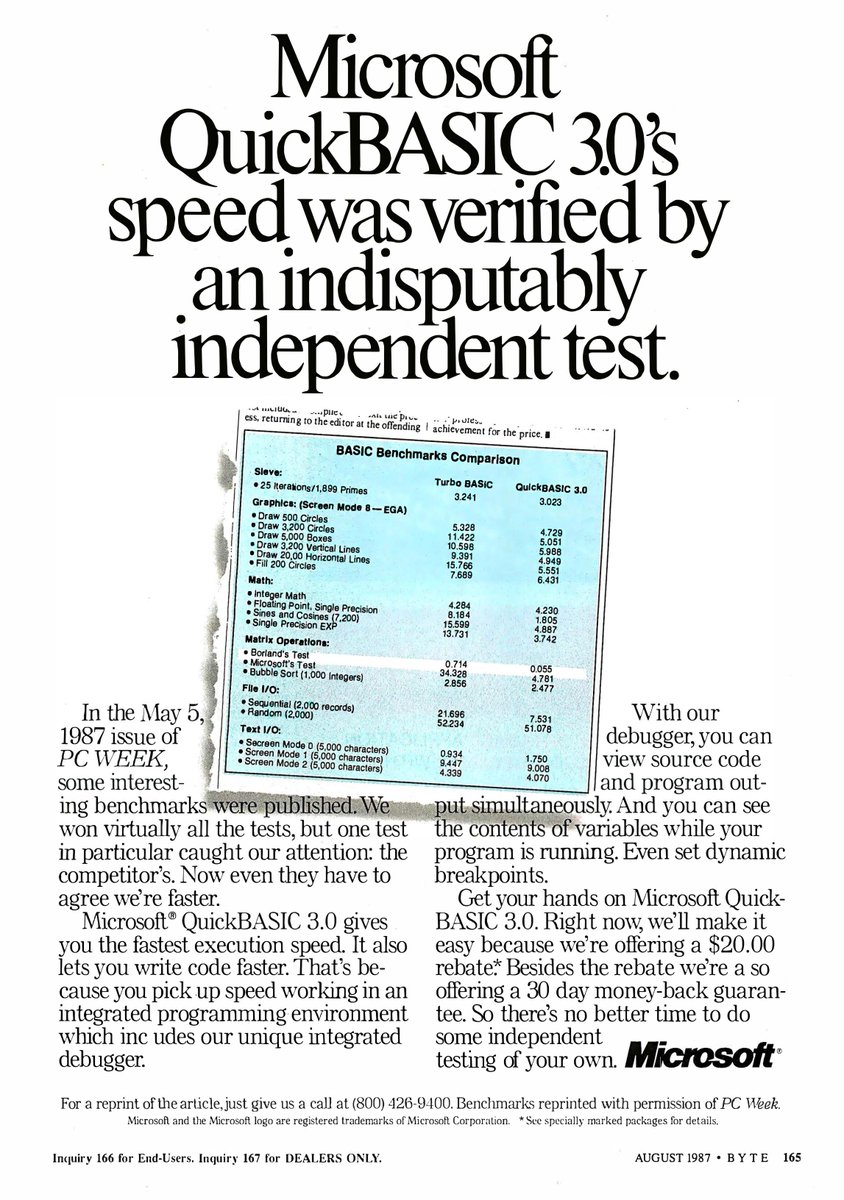 Microsoft
QuickBASIC 3.0's
speed was verified by
an indisputably
independent test.
ess, returning to the editor at the offending
achievement for the price. ■
BASIC Benchmarks Comparison
Turbo BASIC QuickBASIC 3.0
Sieve:
• 25 Iterations/1,899 Primes 3.241 3.023
Graphics: (Screen Mode 8—EGA)
• Draw 500 Circles 5.328 4.729
• Draw 3,200 Circles 11.422 5.051
• Draw 5,000 Boxes 10.598 5.988
• Draw 3,200 Vertical Lines 9.391 4.949
• Draw 20,00 Horizontal Lines 15.766 5.551
• Fill 200 Circles 7.689 6.431
Math:
• Integer Math 4.284 4.230
• Floating Point, Single Precision 8.184 1.805
• Sines and Cosines (7,200) 15.599 4.887
• Single Precision EXP 13.731 3.742
Matrix Operations:
• Borland's Test 0.714 0.055
• Microsoft's Test 34.328 4.781
• Bubble Sort (1,000 Integers) 2.856 2.477
File I/O:
• Sequential (2,000 records) 21.696 7.531
• Random (2,000) 52.234 51.078
Text I/O:
• Secreen Mode 0 (5,000 characters) 0.934 1.750
• Screen Mode 1 (5,000 characters) 9.447 9.008
• Screen Mode 2 (5,000 characters) 4.339 4.070
In the May 5,
1987 issue of
PC WEEK,
some interest-
ing benchmarks were published. We
won virtually all the tests, but one test
in particular caught our attention: the
competitor's. Now even they have to
agree we're faster.
Microsoft® QuickBASIC 3.0 gives
you the fastest execution speed. It also
lets you write code faster. That's be-
cause you pick up speed working in an
integrated programming environment
which inc udes our unique integrated
debugger.
With our
debugger, you can
view source code
and program out-
put simultaneously. And you can see
the contents of variables while your
program is running. Even set dynamic
breakpoints.
Get your hands on Microsoft Quick-
BASIC 3.0. Right now, we'll make it
easy because we're offering a $20.00
rebate.* Besides the rebate we're a so
offering a 30 day money-back guaran-
tee. So there's no better time to do
some independent
testing of your own.
Microsoft®
For a reprint of the article, just give us a call at (800) 426-9400. Benchmarks reprinted with permission of PC Week.
Microsoft and the Microsoft logo are registered trademarks of Microsoft Corporation. *See specially marked packages for details.
Inquiry 166 for End-Users. Inquiry 167 for DEALERS ONLY.
AUGUST 1987 • BYTE 165